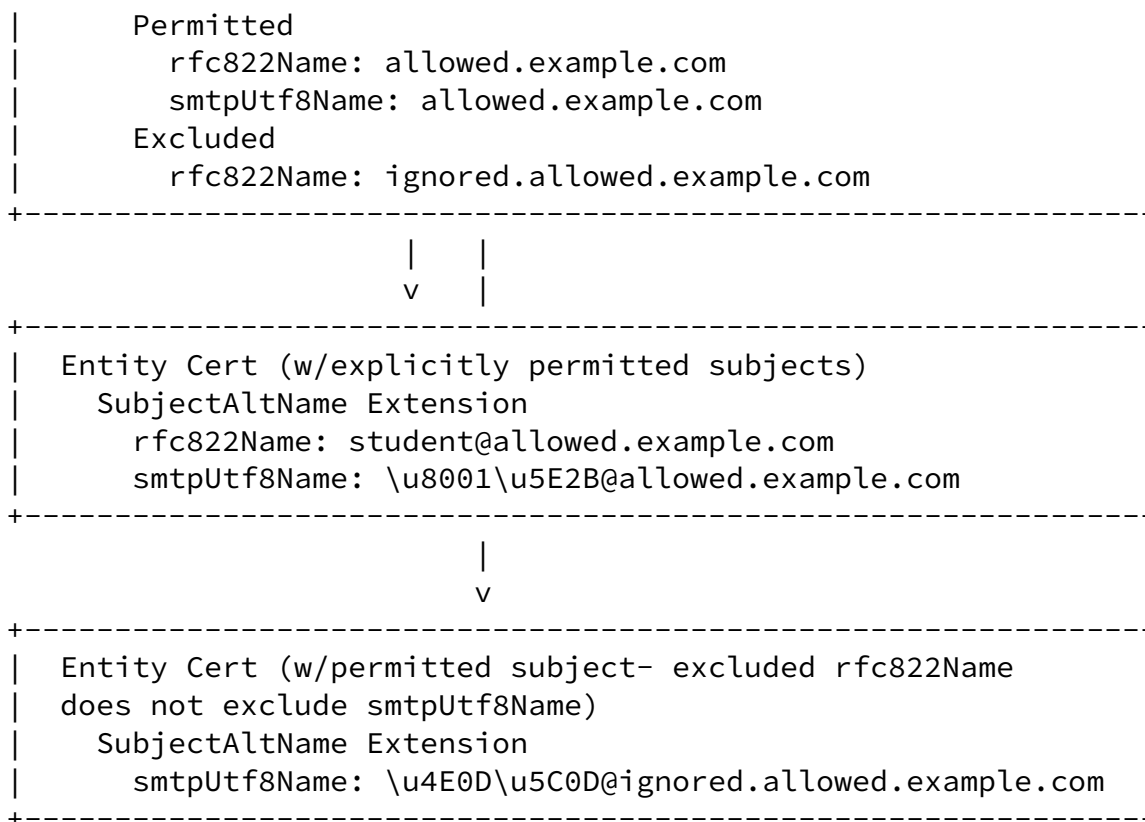 |      Permitted
|        rfc822Name: allowed.example.com
|        smtpUtf8Name: allowed.example.com
|      Excluded
|        rfc822Name: ignored.allowed.example.com
+---------------------------------------------------------------
                      |   |
                      v   |
+---------------------------------------------------------------
|  Entity Cert (w/explicitly permitted subjects)
|    SubjectAltName Extension
|      rfc822Name: student@allowed.example.com
|      smtpUtf8Name: \u8001\u5E2B@allowed.example.com
+---------------------------------------------------------------
                          |
                          v
+---------------------------------------------------------------
|  Entity Cert (w/permitted subject- excluded rfc822Name
|  does not exclude smtpUtf8Name)
|    SubjectAltName Extension
|      smtpUtf8Name: \u4E0D\u5C0D@ignored.allowed.example.com
+---------------------------------------------------------------